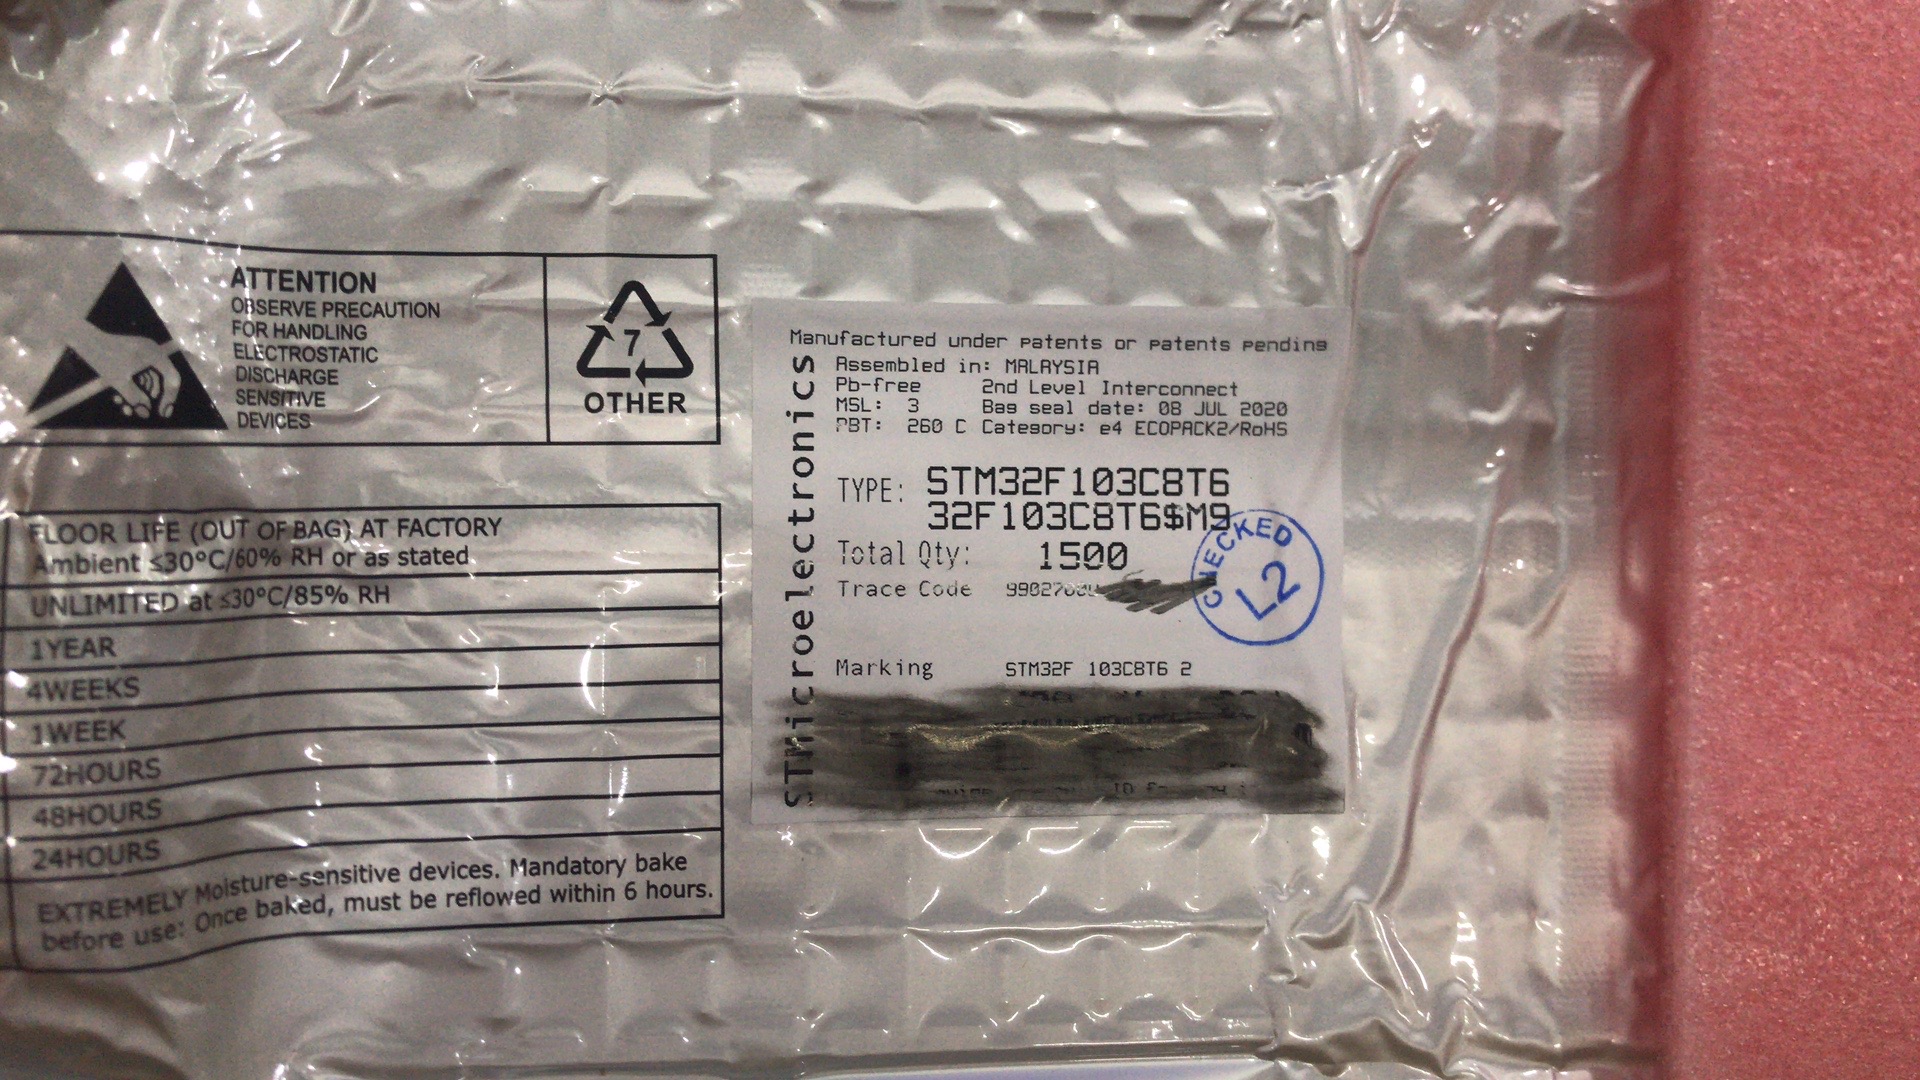 ATTENTION
OBSERVE PRECAUTION
FOR HANDLING
ELECTROSTATIC
DISCHARGE
SENSITIVE
DEVICES
7
OTHER
FLOOR LIFE (OUT OF BAG) AT FACTORY
Ambient ≤30°C/60% RH or as stated
UNLIMITED at ≤30°C/85% RH
1YEAR
4WEEKS
1WEEK
72HOURS
48HOURS
24HOURS
EXTREMELY Moisture-sensitive devices. Mandatory bake
before use: Once baked, must be reflowed within 6 hours.
STMicroelectronics
Manufactured under patents or patents pending
Assembled in: MALAYSIA
Pb-free 2nd Level Interconnect
MSL: 3 Bag seal date: 08 JUL 2020
PBT: 260 C Category: e4 ECOPACK2/RoHS
TYPE: STM32F103C8T6
32F103C8T6$M9
Total Qty: 1500
Trace Code
CHECKED
L2
Marking STM32F 103C8T6 2